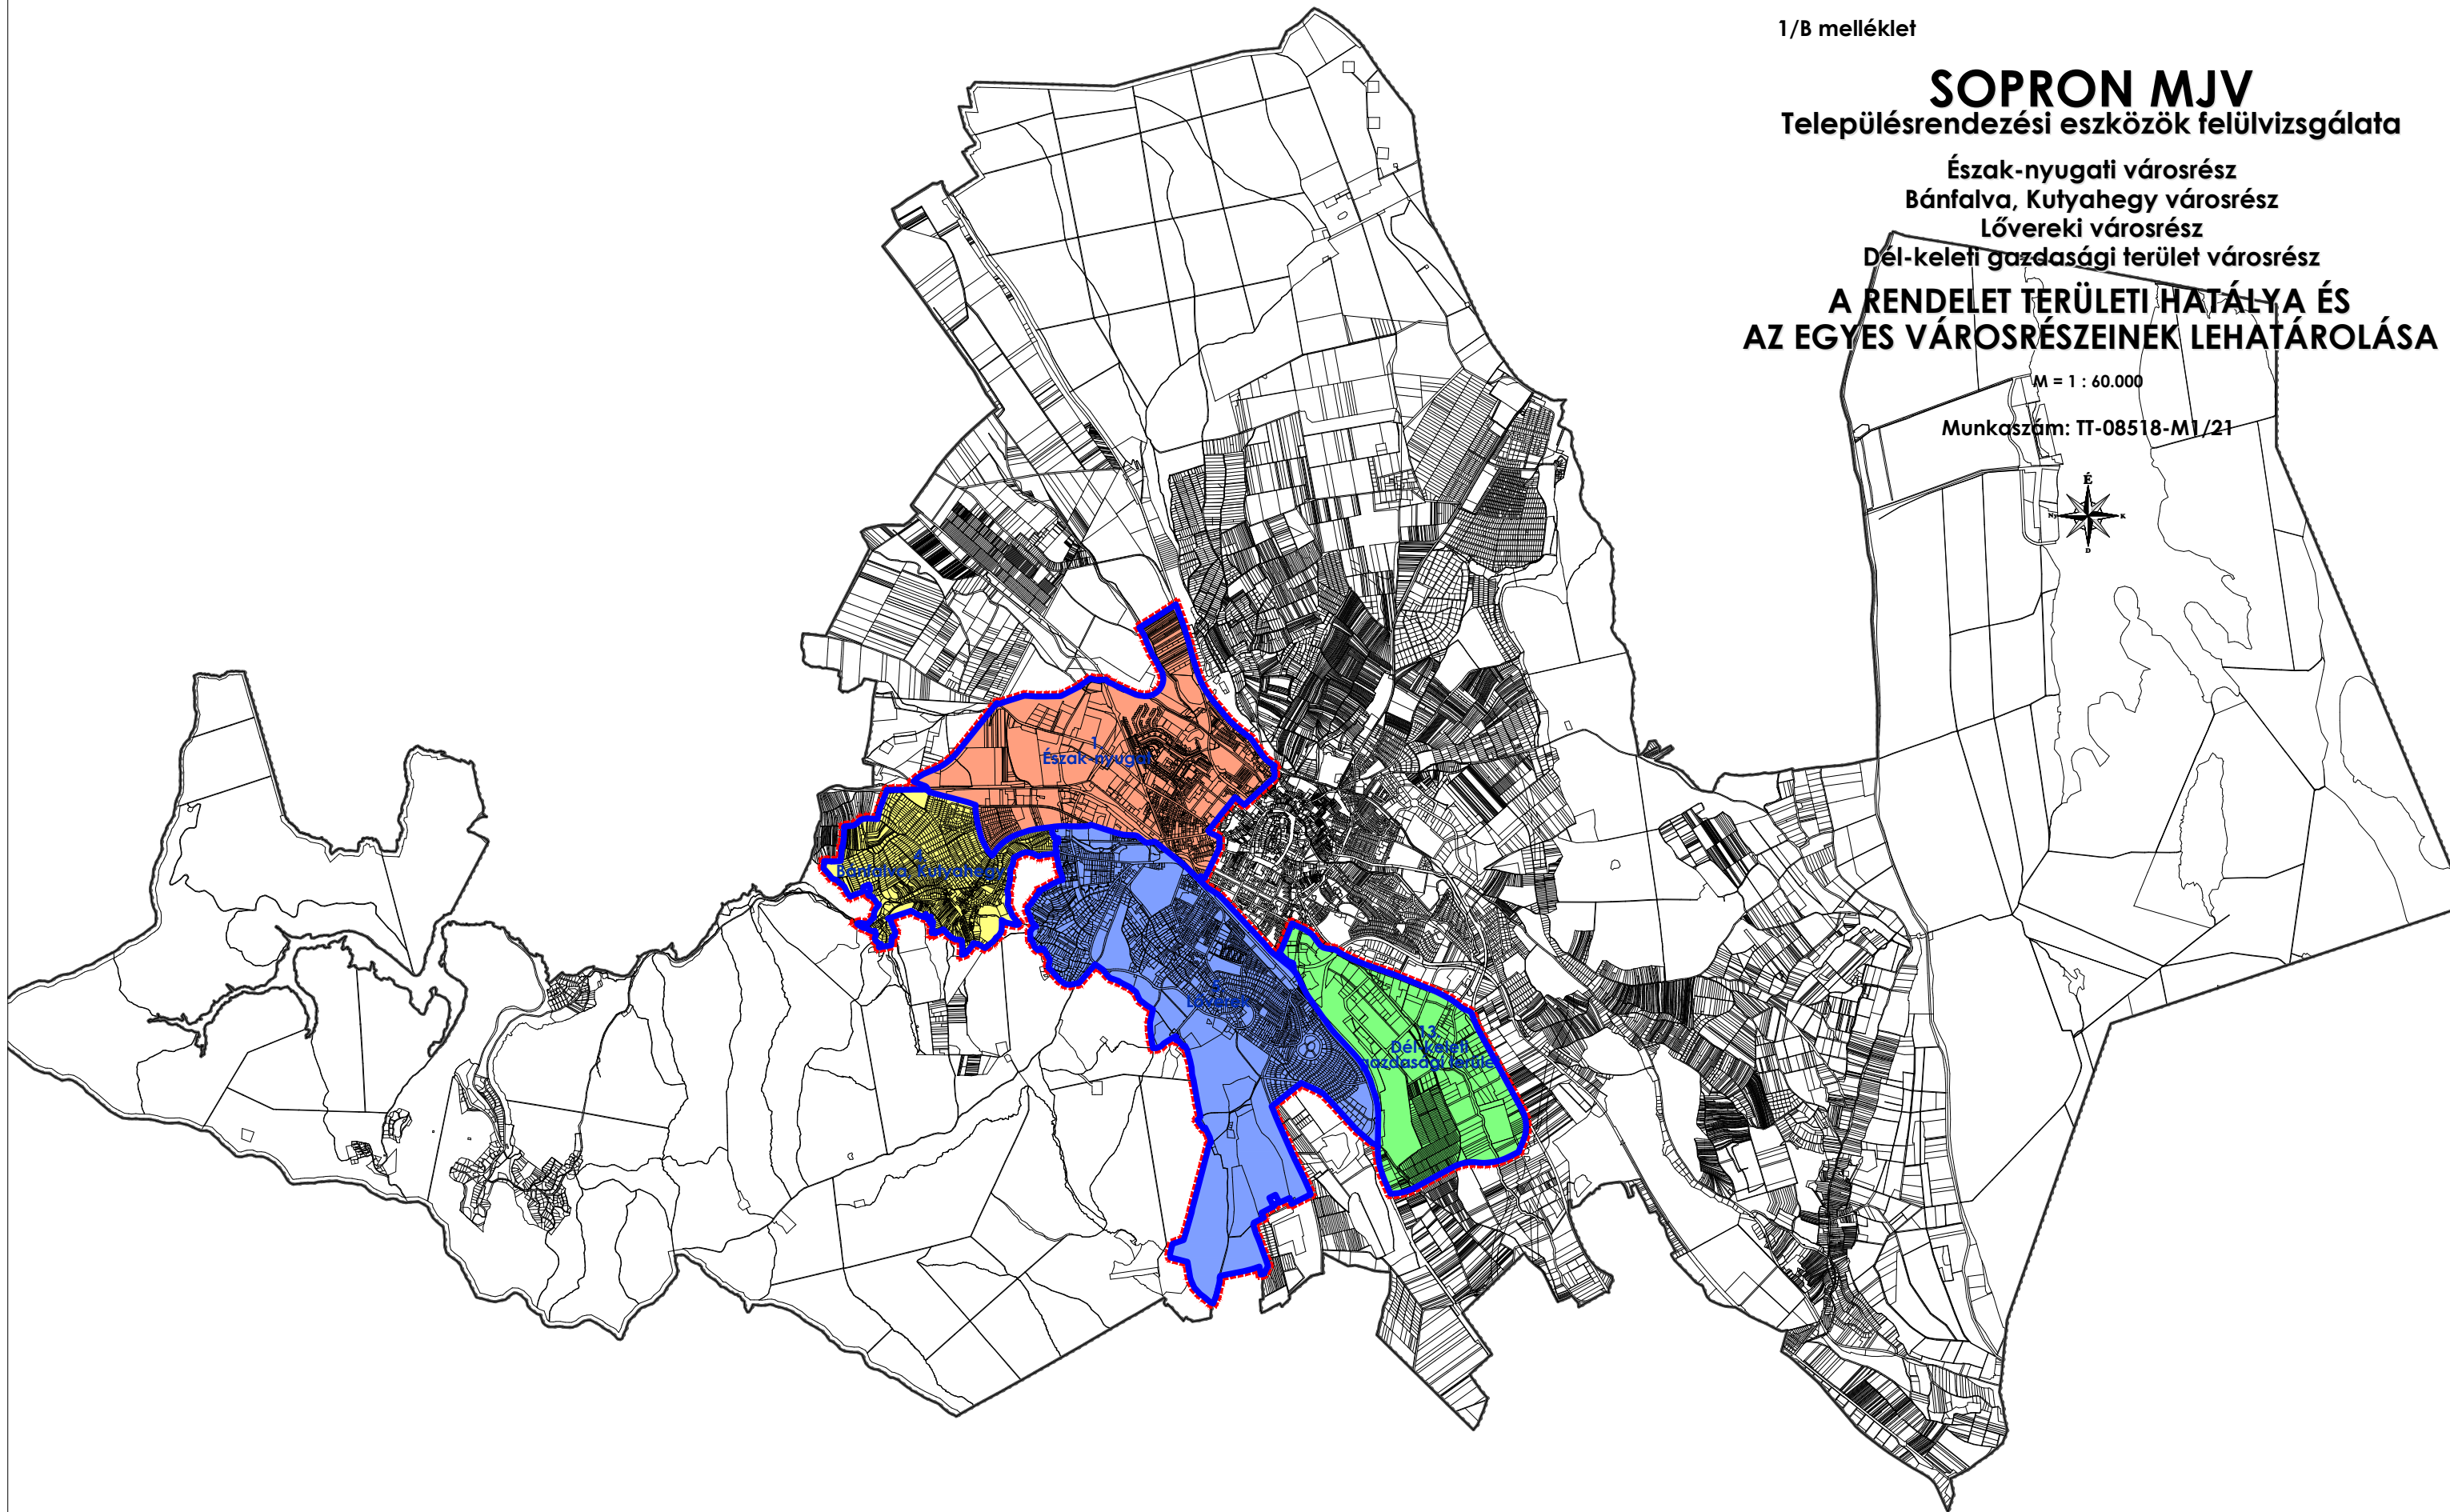 1/B melléklet
SOPRON MJV
Településrendezési eszközök felülvizsgálata
Észak-nyugati városrész
Bánfalva, Kutyahegy városrész
Lővereki városrész
Dél-keleti gazdasági terület városrész
A RENDELET TERÜLETI HATÁLYA ÉS
AZ EGYES VÁROSRÉSZEINEK LEHATÁROLÁSA
M = 1 : 60.000
Munkaszám: TT-08518-M1/21
É
Ny K
D
1.
Észak-nyugat
4.
Bánfalva, Kutyahegy
Lőverek
13.
Dél-keleti
gazdasági terület